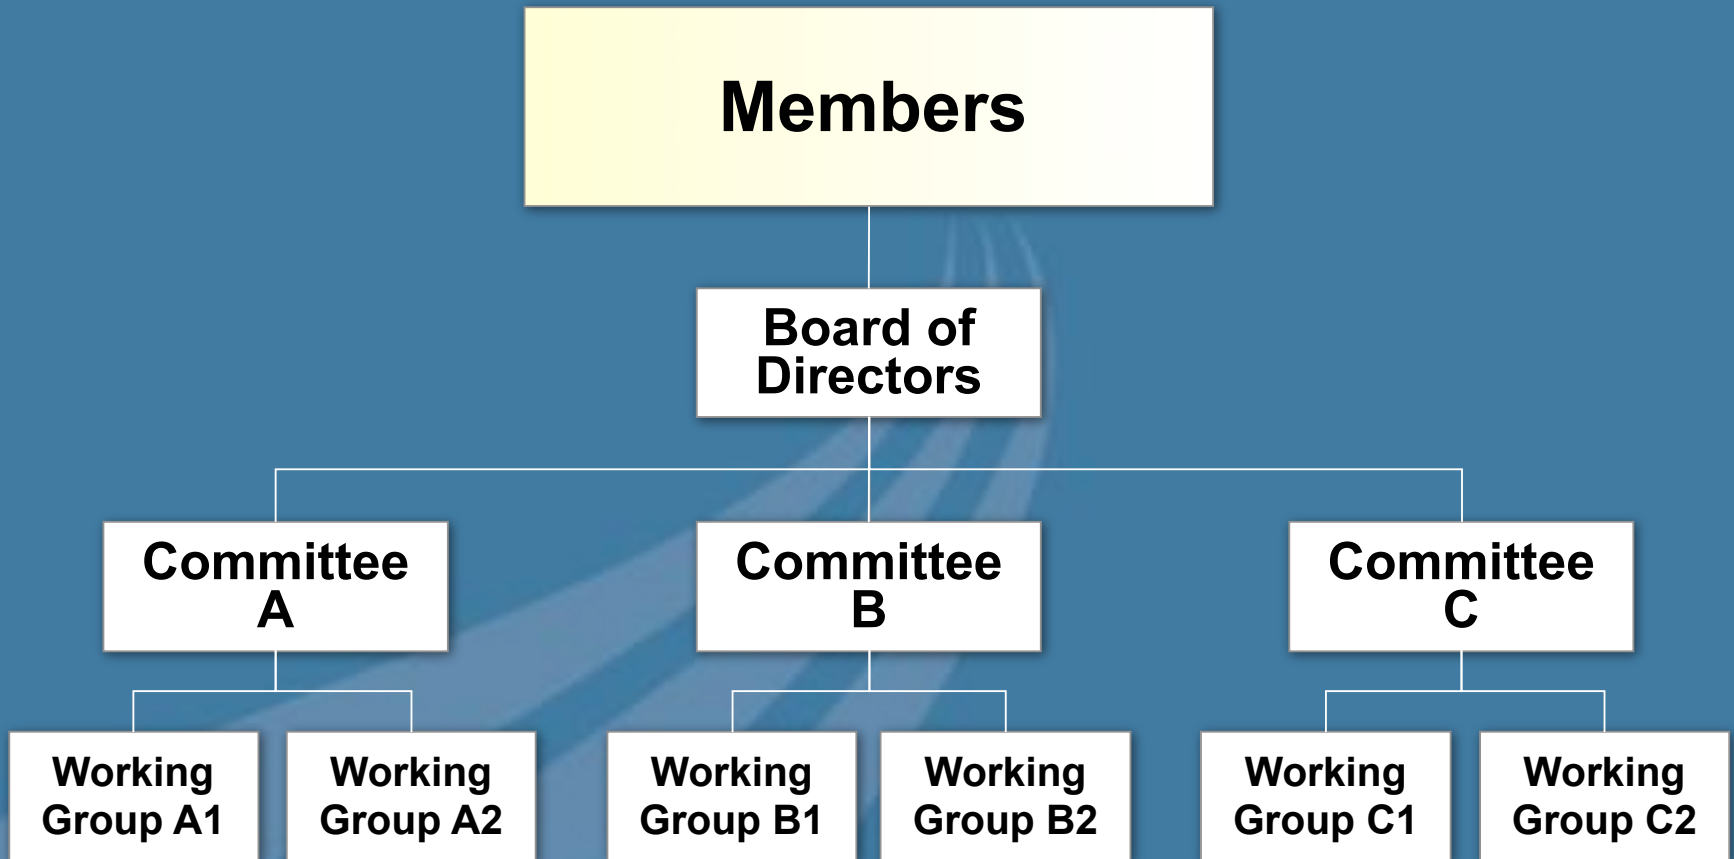 Members
Board of
Directors
Committee
A
Committee
B
Committee
C
Working
Group A1
Working
Group A2
Working
Group B1
Working
Group B2
Working
Group C1
Working
Group C2